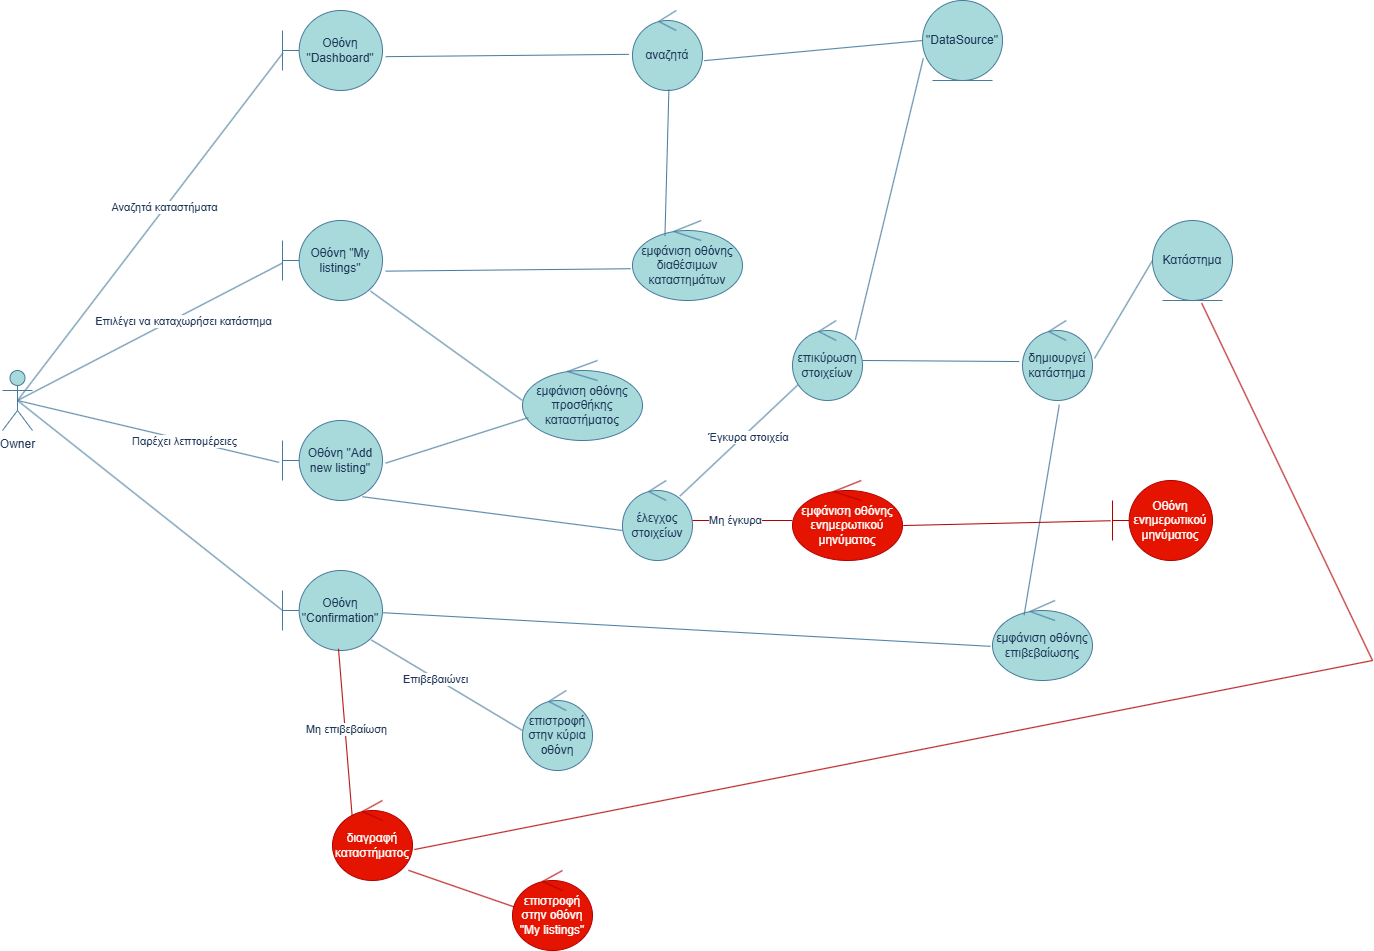 Οθόνη
"Dashboard"
αναζητά
"DataSource"
Αναζητά καταστήματα
Οθόνη "My
listings"
εμφάνιση οθόνης
διαθέσιμων
καταστημάτων
Κατάστημα
Επιλέγει να καταχωρήσει κατάστημα
επικύρωση
στοιχείων
δημιουργεί
κατάστημα
εμφάνιση οθόνης
προσθήκης
καταστήματος
Owner
Παρέχει λεπτομέρειες
Οθόνη "Add
new listing"
Έγκυρα στοιχεία
έλεγχος
στοιχείων
Μη έγκυρα
εμφάνιση οθόνης
ενημερωτικού
μηνύματος
Οθόνη
ενημερωτικού
μηνύματος
Οθόνη
"Confirmation"
εμφάνιση οθόνης
επιβεβαίωσης
Επιβεβαιώνει
Μη επιβεβαίωση
επιστροφή
στην κύρια
οθόνη
διαγραφή
καταστήματος
επιστροφή
στην οθόνη
"My listings"